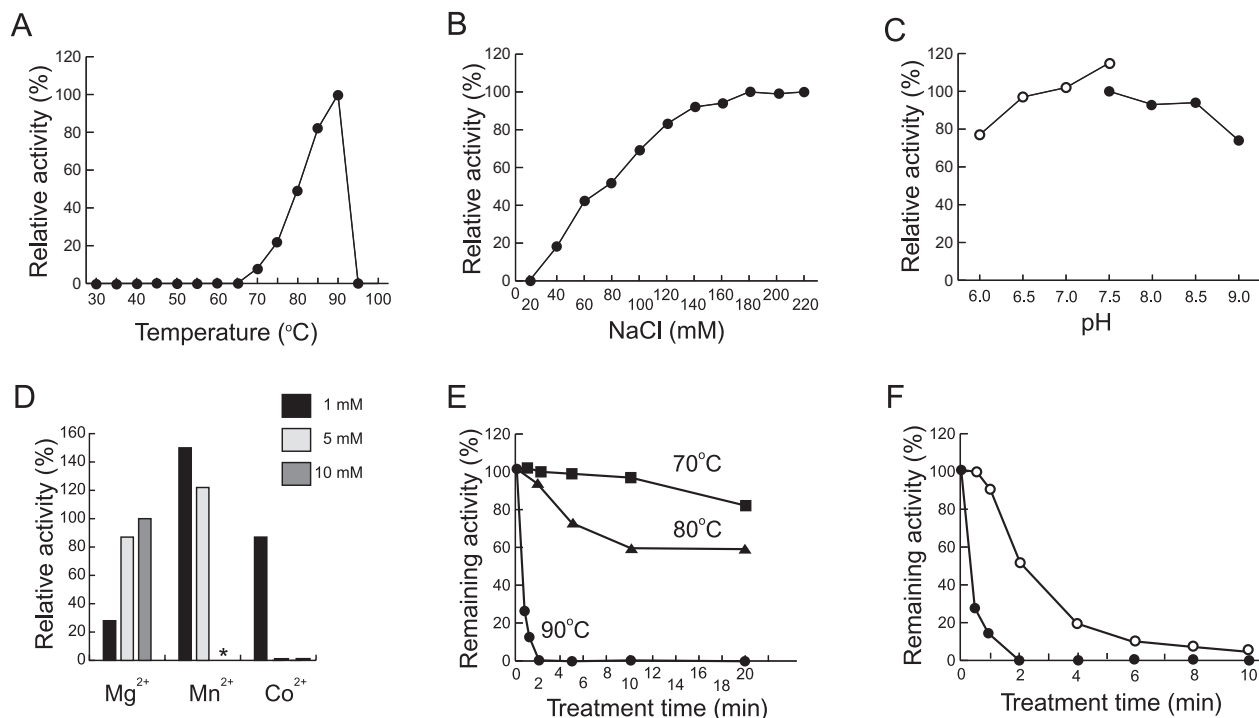 A
Relative activity (%)
120
100
80
60
40
20
0
30 40 50 60 70 80 90 100
Temperature (°C)
B
Relative activity (%)
120
100
80
60
40
20
0
0 20 40 60 80 100 120 140 160 180 200 220
NaCl (mM)
C
Relative activity (%)
120
100
80
60
40
20
0
6.0 6.5 7.0 7.5 8.0 8.5 9.0
pH
D
Relative activity (%)
160
140
120
100
80
60
40
20
0
1 mM
5 mM
10 mM
*
Mg²⁺ Mn²⁺ Co²⁺
E
Remaining activity (%)
120
100
80
60
40
20
0
70°C
80°C
90°C
0 2 4 6 8 10 12 14 16 18 20
Treatment time (min)
F
Remaining activity (%)
120
100
80
60
40
20
0
0 2 4 6 8 10
Treatment time (min)